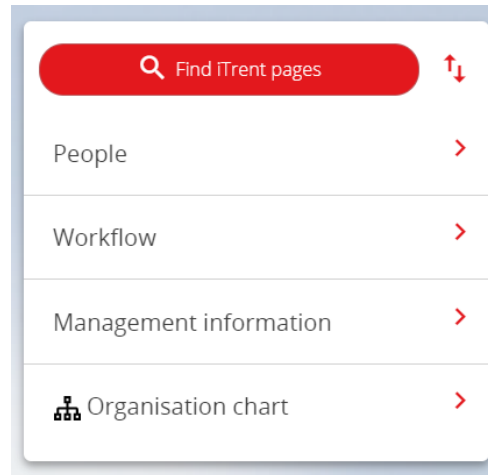 Find iTrent pages
People
Workflow
Management information
Organisation chart